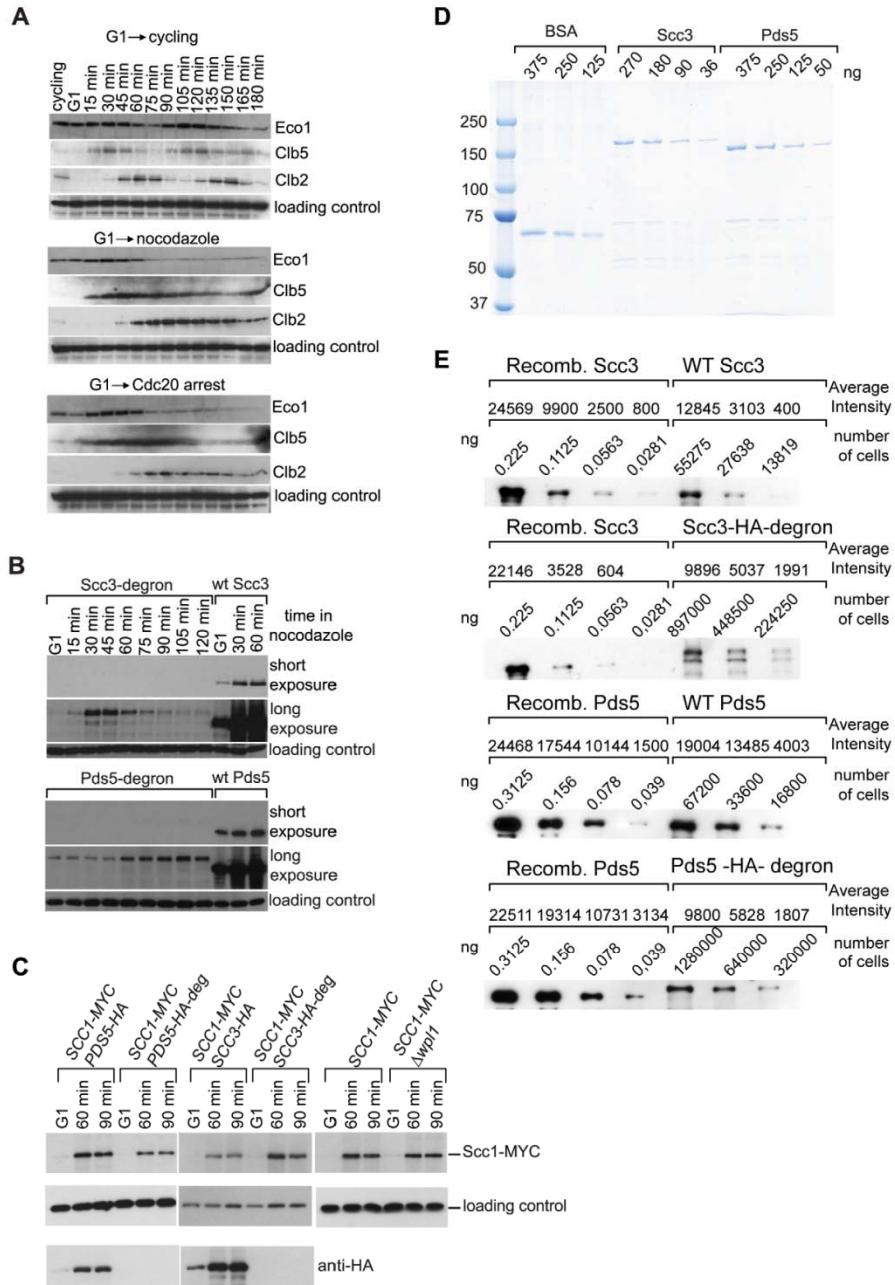 A
G1→cycling
cycling
G1
15 min
30 min
45 min
60 min
75 min
90 min
105 min
120 min
135 min
150 min
165 min
180 min
Eco1
Clb5
Clb2
loading control
G1→nocodazole
Eco1
Clb5
Clb2
loading control
G1→Cdc20 arrest
Eco1
Clb5
Clb2
loading control
B
Scc3-degron
wt Scc3
G1
15 min
30 min
45 min
60 min
75 min
90 min
105 min
120 min
G1
30 min
60 min
time in
nocodazole
short
exposure
long
exposure
loading control
Pds5-degron
wt Pds5
short
exposure
long
exposure
loading control
C
SCC1-MYC
PDS5-HA
SCC1-MYC
PDS5-HA-deg
SCC1-MYC
SCC3-HA
SCC1-MYC
SCC3-HA-deg
SCC1-MYC
SCC1-MYC
Δwpl1
G1
60 min
90 min
G1
60 min
90 min
G1
60 min
90 min
G1
60 min
90 min
G1
60 min
90 min
G1
60 min
90 min
Scc1-MYC
loading control
anti-HA
D
BSA
Scc3
Pds5
375
250
125
270
180
90
36
375
250
125
50
ng
250
150
100
75
50
37
E
Recomb. Scc3
WT Scc3
24569 9900 2500 800
12845 3103 400
Average
Intensity
ng
0.225
0.1125
0.0563
0,0281
55275
27638
13819
number
of cells
Recomb. Scc3
Scc3-HA-degron
22146 3528 604
9896 5037 1991
Average
Intensity
ng
0.225
0.1125
0.0563
0,0281
897000
448500
224250
number
of cells
Recomb. Pds5
WT Pds5
24468 17544 10144 1500
19004 13485 4003
Average
Intensity
ng
0.3125
0.156
0.078
0,039
67200
33600
16800
number
of cells
Recomb. Pds5
Pds5 -HA- degron
22511 19314 10731 3134
9800 5828 1807
Average
Intensity
ng
0.3125
0.156
0.078
0,039
1280000
640000
320000
number
of cells